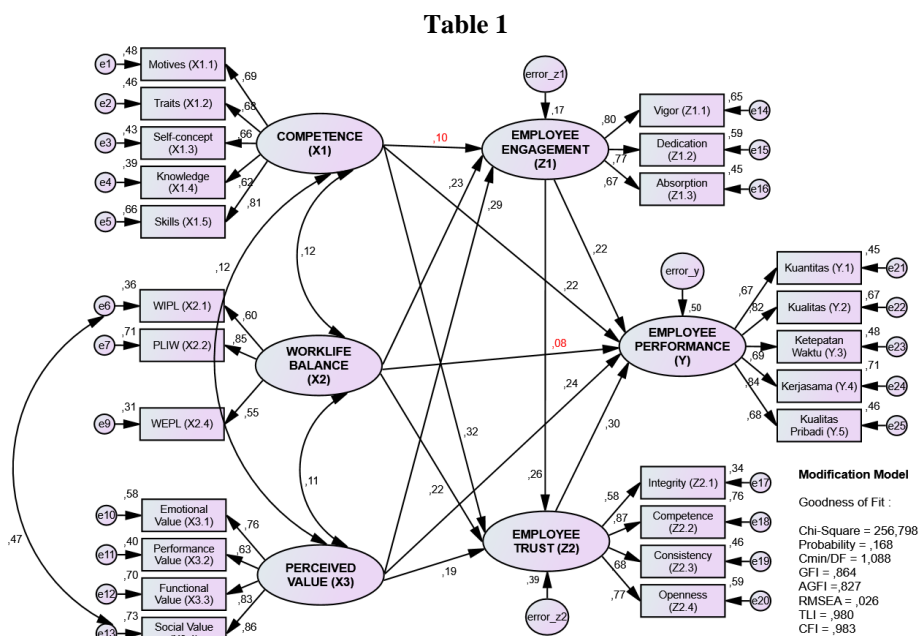 Table 1
,48
e1
Motives (X1.1)
,69
,46
e2
Traits (X1.2)
,68
,43
e3
Self-concept
(X1.3)
,66
,39
e4
Knowledge
(X1.4)
,62
,66
e5
Skills (X1.5)
,81
COMPETENCE
(X1)
,10
,23
,29
,12
,12
error_z1
,17
EMPLOYEE
ENGAGEMENT
(Z1)
,80
Vigor (Z1.1)
,65
e14
,77
Dedication
(Z1.2)
,59
e15
,67
Absorption
(Z1.3)
,45
e16
,22
,22
,36
e6
WIPL (X2.1)
,60
,71
e7
PLIW (X2.2)
,85
,31
e9
WEPL (X2.4)
,55
WORKLIFE
BALANCE
(X2)
,08
,24
,32
,22
,11
,26
,30
error_y
,50
EMPLOYEE
PERFORMANCE
(Y)
,67
Kuantitas (Y.1)
,45
e21
,82
Kualitas (Y.2)
,67
e22
,69
Ketepatan
Waktu (Y.3)
,48
e23
,84
Kerjasama (Y.4)
,71
e24
,68
Kualitas
Pribadi (Y.5)
,46
e25
,47
,58
e10
Emotional
Value (X3.1)
,76
,40
e11
Performance
Value (X3.2)
,63
,70
e12
Functional
Value (X3.3)
,83
,73
e13
Social Value
,86
PERCEIVED
VALUE (X3)
,19
EMPLOYEE
TRUST (Z2)
,39
error_z2
,58
Integrity (Z2.1)
,34
e17
,87
Competence
(Z2.2)
,76
e18
,68
Consistency
(Z2.3)
,46
e19
,77
Openness
(Z2.4)
,59
e20
Modification Model
Goodness of Fit :
Chi-Square = 256,798
Probability = ,168
Cmin/DF = 1,088
GFI = ,864
AGFI = ,827
RMSEA = ,026
TLI = ,980
CFI = ,983